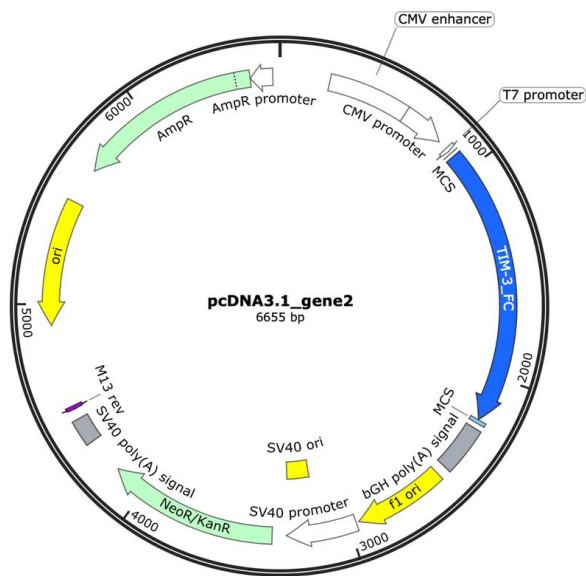 CMV enhancer
T7 promoter
CMV promoter
1000
MCS
TIM-3_FC
2000
MCS
bGH poly(A) signal
f1 ori
3000
SV40 promoter
SV40 ori
NeoR/KanR
4000
SV40 poly(A) signal
M13 rev
5000
ori
6000
AmpR
AmpR promoter
pcDNA3.1_gene2
6655 bp